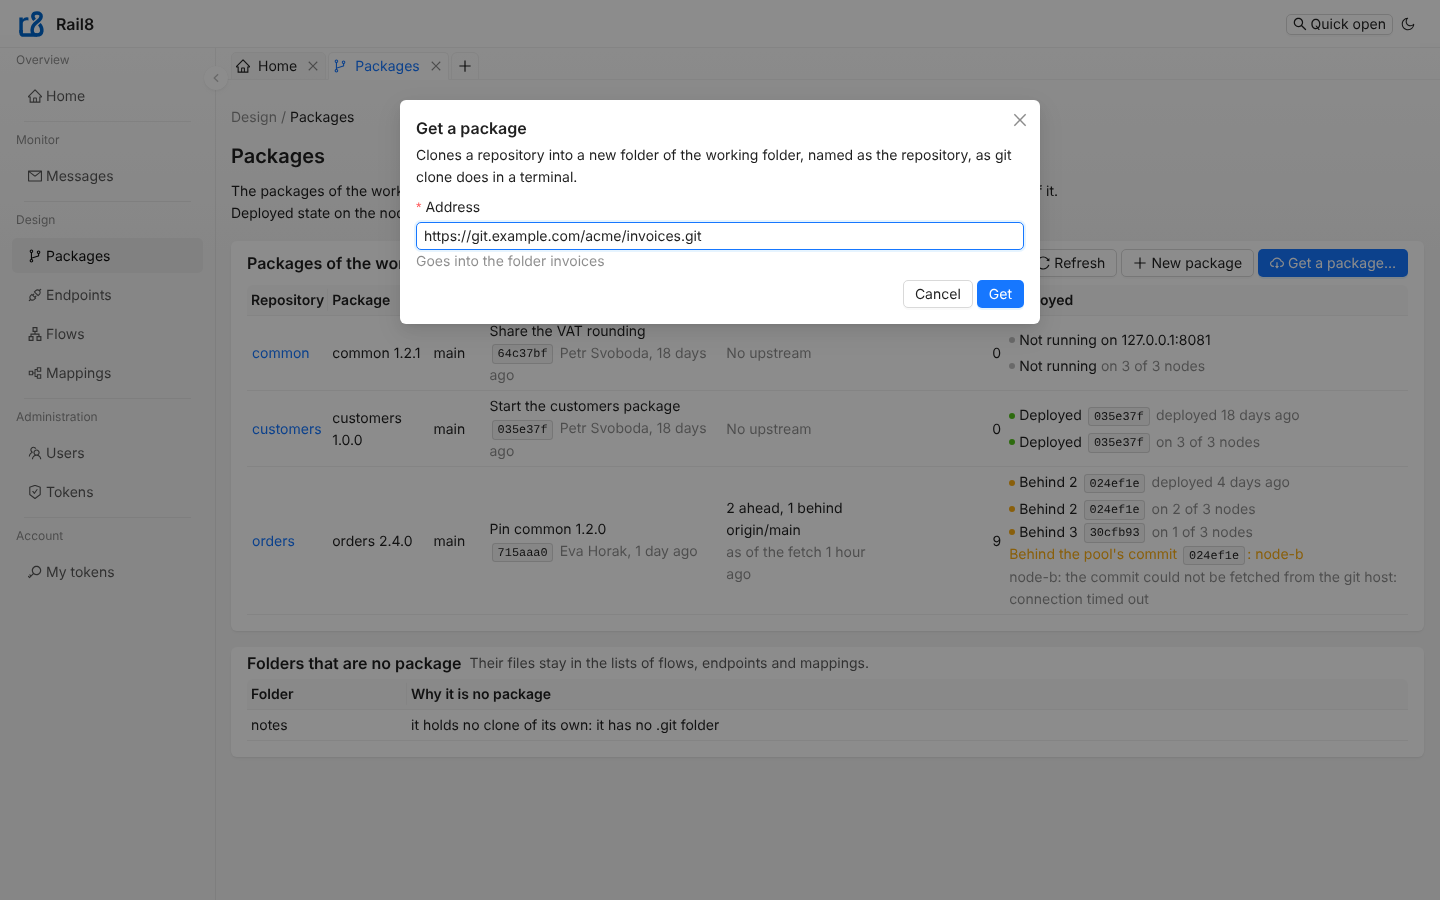 Rail8
Quick open
Overview
Home
Monitor
Messages
Design
Packages
Endpoints
Flows
Mappings
Administration
Users
Tokens
Account
My tokens
Home
Packages
Design / Packages
Packages
The packages of the work
f it.
Deployed state on the no
Get a package
Clones a repository into a new folder of the working folder, named as the repository, as git
clone does in a terminal.
* Address
https://git.example.com/acme/invoices.git
Goes into the folder invoices
Cancel
Get
Packages of the wo
Refresh
New package
Get a package...
Repository Package
oyed
common common 1.2.1 main
Share the VAT rounding
64c37bf Petr Svoboda, 18 days
ago
No upstream
0
Not running on 127.0.0.1:8081
Not running on 3 of 3 nodes
customers
customers
1.0.0
main
Start the customers package
035e37f Petr Svoboda, 18 days
ago
No upstream
0
Deployed 035e37f deployed 18 days ago
Deployed 035e37f on 3 of 3 nodes
orders orders 2.4.0 main
Pin common 1.2.0
715aaa0 Eva Horak, 1 day ago
2 ahead, 1 behind
origin/main
as of the fetch 1 hour
ago
9
Behind 2 024ef1e deployed 4 days ago
Behind 2 024ef1e on 2 of 3 nodes
Behind 3 30cfb93 on 1 of 3 nodes
Behind the pool's commit 024ef1e : node-b
node-b: the commit could not be fetched from the git host:
connection timed out
Folders that are no package Their files stay in the lists of flows, endpoints and mappings.
Folder Why it is no package
notes it holds no clone of its own: it has no .git folder